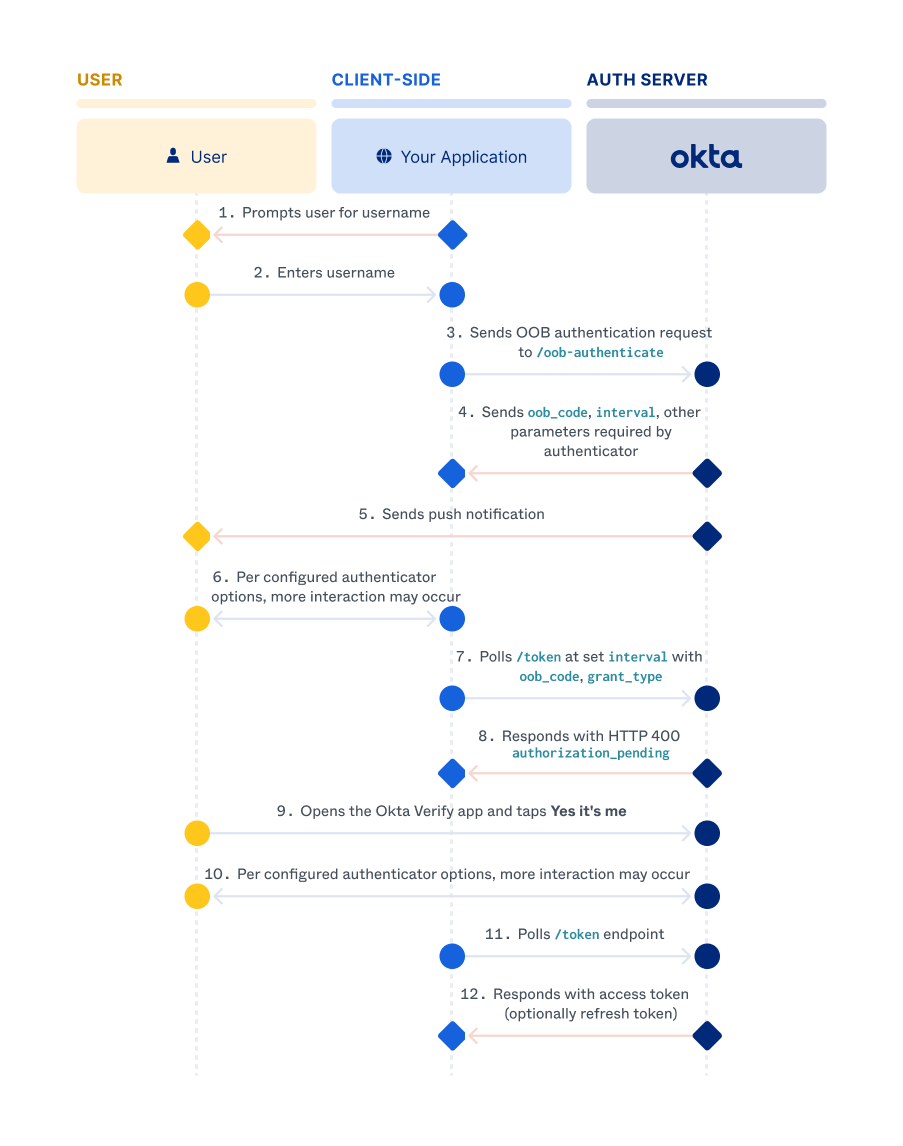 USER
CLIENT-SIDE
AUTH SERVER
User
Your Application
okta
1. Prompts user for username
2. Enters username
3. Sends OOB authentication request
to /oob-authenticate
4. Sends oob_code, interval, other
parameters required by
authenticator
5. Sends push notification
6. Per configured authenticator
options, more interaction may occur
7. Polls /token at set interval with
oob_code, grant_type
8. Responds with HTTP 400
authorization_pending
9. Opens the Okta Verify app and taps Yes it's me
10. Per configured authenticator options, more interaction may occur
11. Polls /token endpoint
12. Responds with access token
(optionally refresh token)